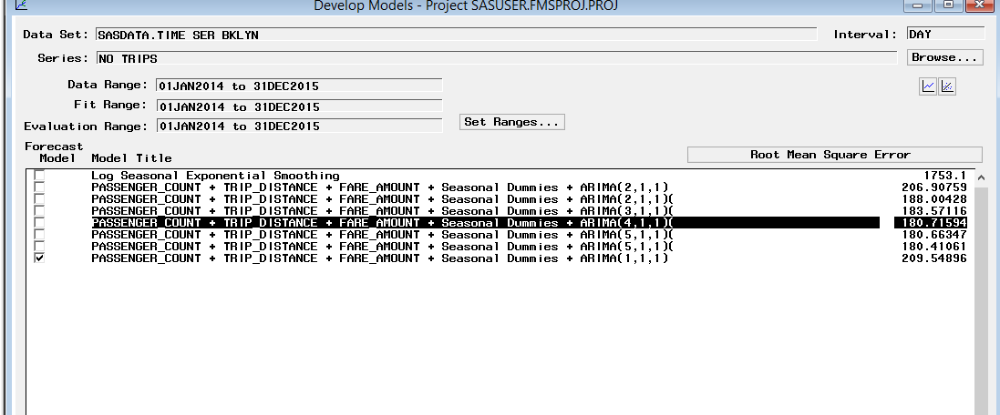 Develop Models - Project SASUSER.FMSPROJ.PROJ
Data Set: SASDATA.TIME_SER_BKLYN Interval: DAY
Series: NO_TRIPS Browse...
Data Range: 01JAN2014 to 31DEC2015
Fit Range: 01JAN2014 to 31DEC2015
Evaluation Range: 01JAN2014 to 31DEC2015 Set Ranges...
Forecast
Model Model Title Root Mean Square Error
Log Seasonal Exponential Smoothing 1753.1
PASSENGER_COUNT + TRIP_DISTANCE + FARE_AMOUNT + Seasonal Dummies + ARIMA(2,1,1) 206.90759
PASSENGER_COUNT + TRIP_DISTANCE + FARE_AMOUNT + Seasonal Dummies + ARIMA(2,1,1)( 188.00428
PASSENGER_COUNT + TRIP_DISTANCE + FARE_AMOUNT + Seasonal Dummies + ARIMA(3,1,1)( 183.57116
PASSENGER_COUNT + TRIP_DISTANCE + FARE_AMOUNT + Seasonal Dummies + ARIMA(4,1,1)( 180.71594
PASSENGER_COUNT + TRIP_DISTANCE + FARE_AMOUNT + Seasonal Dummies + ARIMA(5,1,1)( 180.66347
PASSENGER_COUNT + TRIP_DISTANCE + FARE_AMOUNT + Seasonal Dummies + ARIMA(5,1,1)( 180.41061
PASSENGER_COUNT + TRIP_DISTANCE + FARE_AMOUNT + Seasonal Dummies + ARIMA(1,1,1) 209.54896